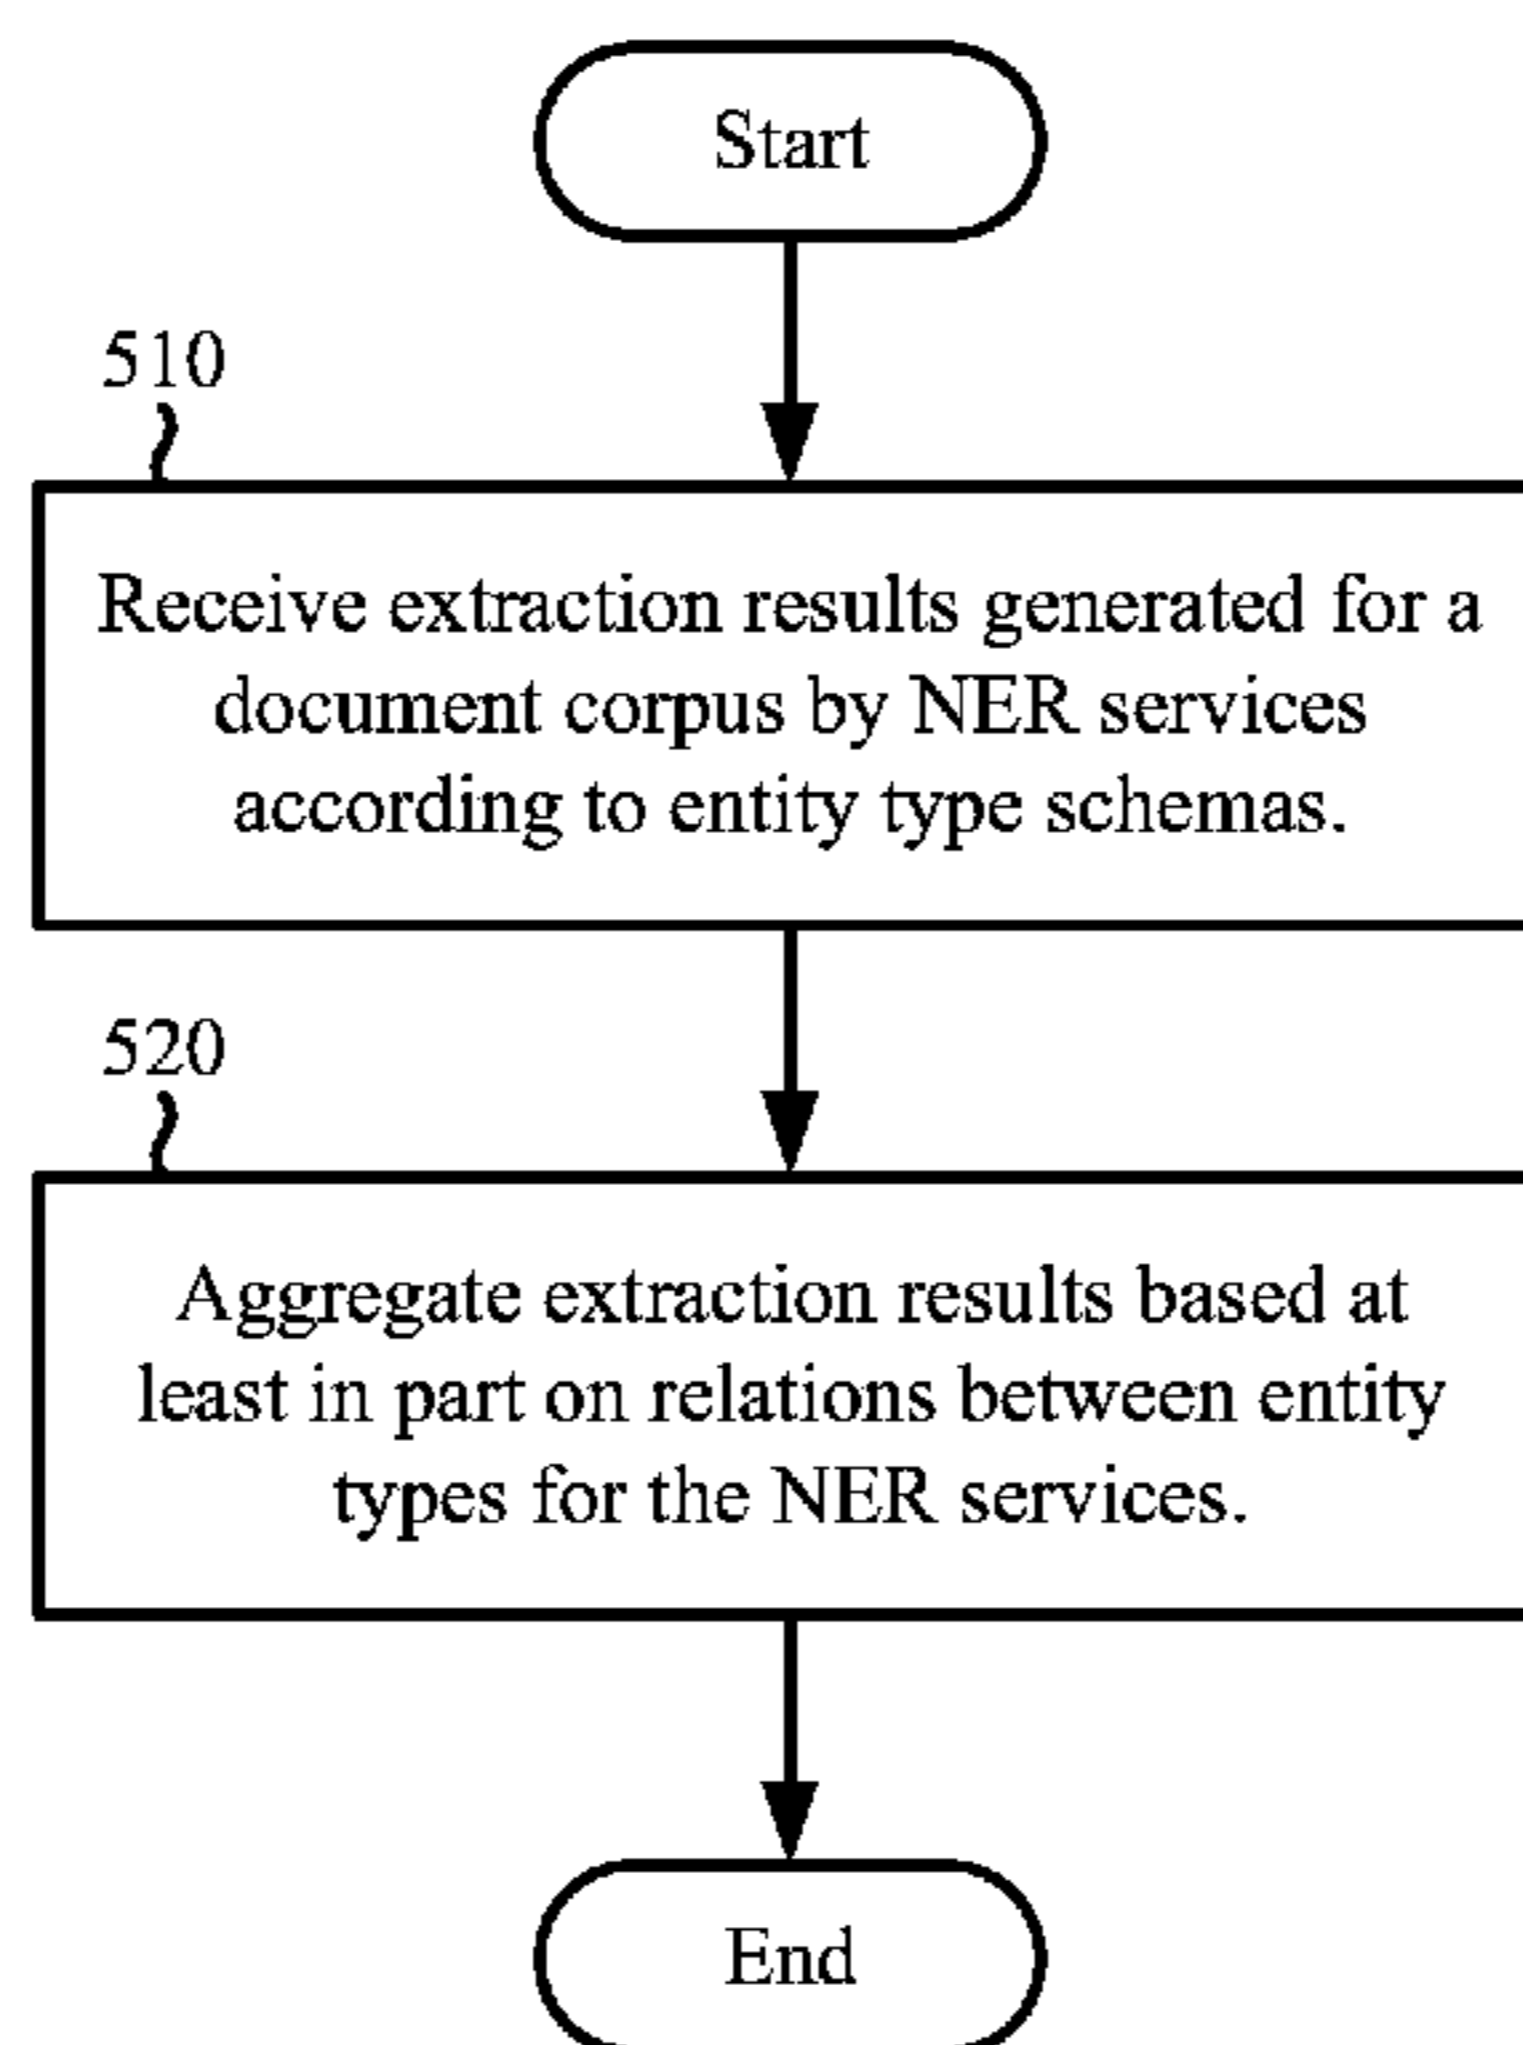 Start
510
Receive extraction results generated for a
document corpus by NER services
according to entity type schemas.
520
Aggregate extraction results based at
least in part on relations between entity
types for the NER services.
End